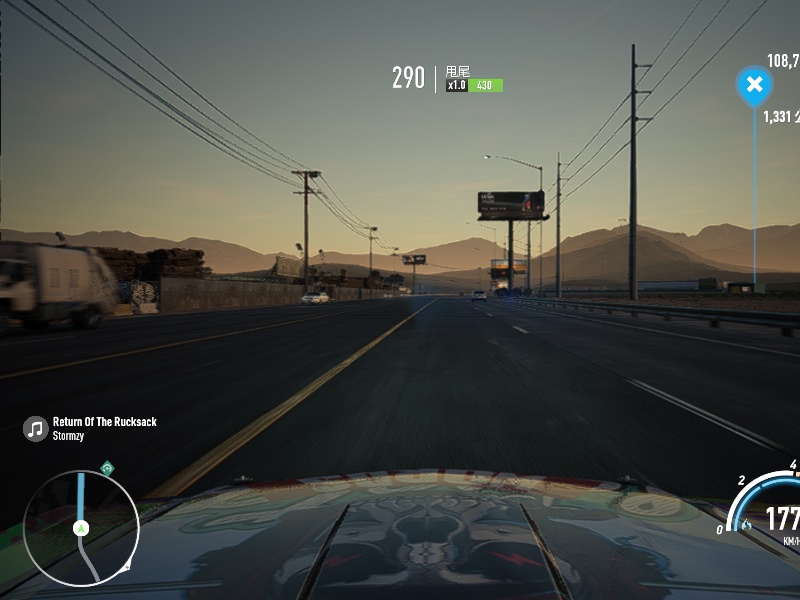 108,7
290
甩尾
x1.0 430
1,331 公
Return Of The Rucksack
Stormzy
4
2
0
177
KM/H